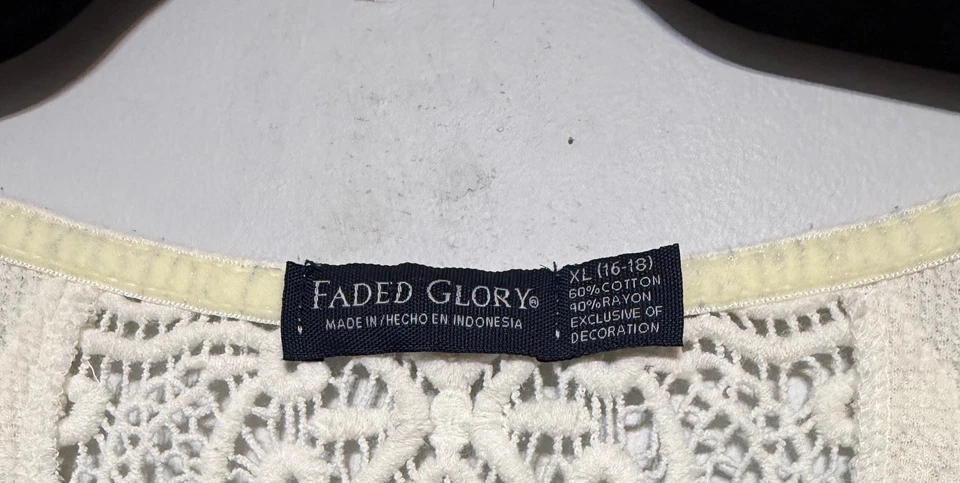 FADED GLORY®
MADE IN/HECHO EN INDONESIA
XL (16-18)
60% COTTON
40% RAYON
EXCLUSIVE OF
DECORATION